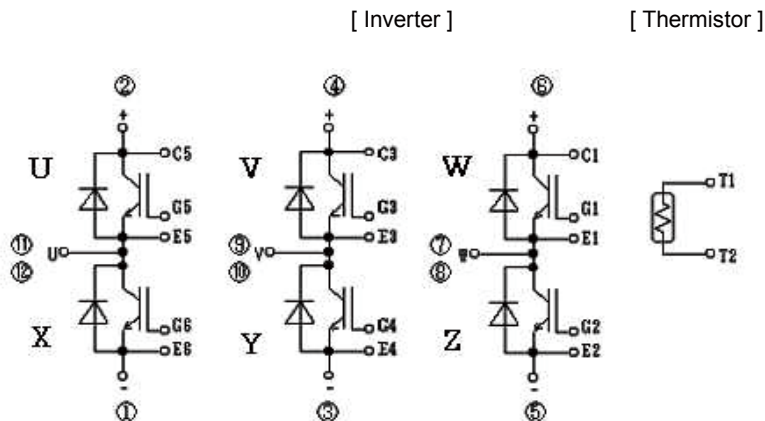 [ Inverter ] [ Thermistor ]
② ④ ⑥
+ + +
C5 C3 C1
U V W
G5 G3 G1 T1
E5 E3 E1
⑪ U ⑨ V ⑦ W T2
⑫ ⑩ ⑧
G6 G4 G2
X Y Z
E6 E4 E2
- - -
① ③ ⑤